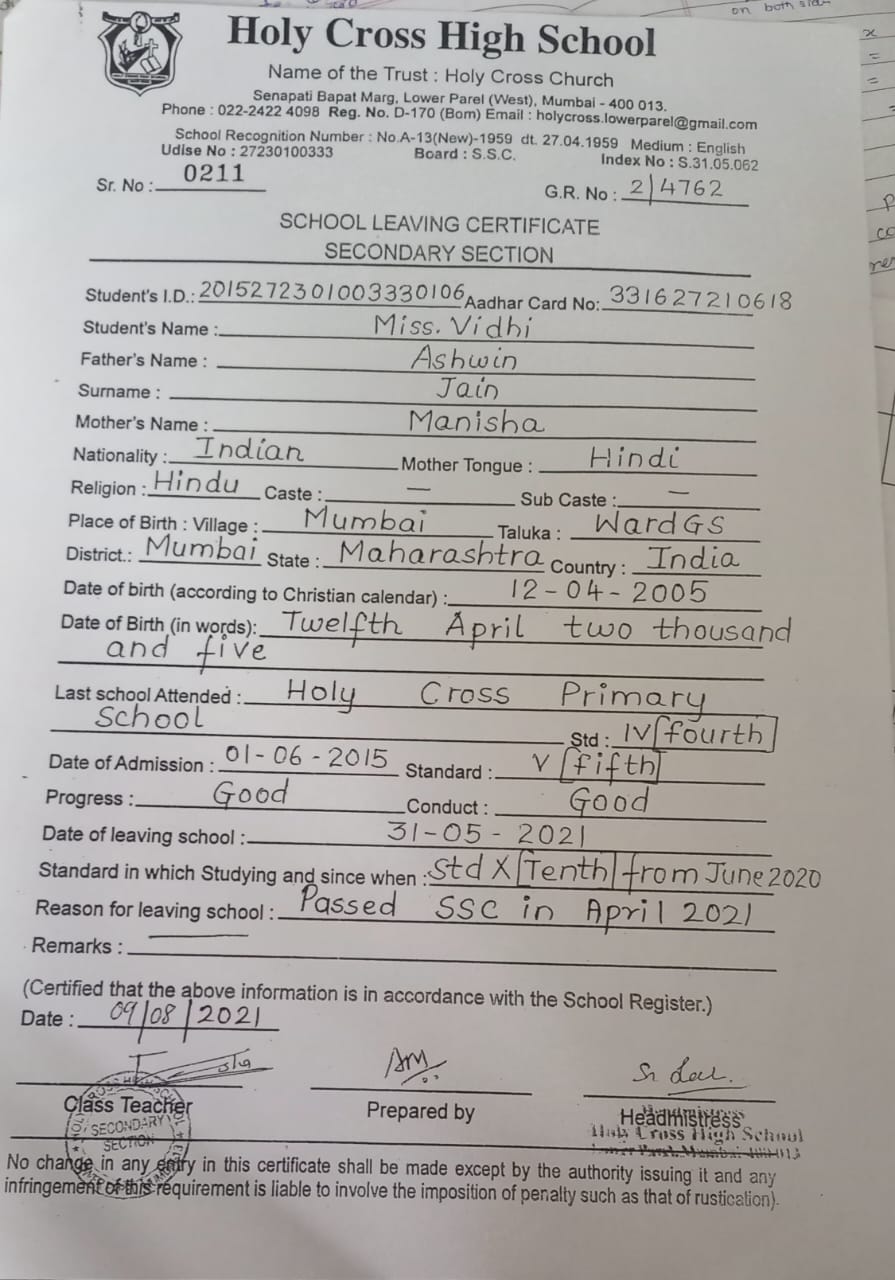 on both
Holy Cross High School
Name of the Trust : Holy Cross Church
Senapati Bapat Marg, Lower Parel (West), Mumbai - 400 013.
Phone : 022-2422 4098 Reg. No. D-170 (Bom) Email : holycross.lowerparel@gmail.com
School Recognition Number : No.A-13(New)-1959 dt. 27.04.1959 Medium : English
Udise No : 27230100333 Board : S.S.C. Index No : S.31.05.062
Sr. No : 0211 G.R. No : 2/4762
SCHOOL LEAVING CERTIFICATE
SECONDARY SECTION
Student's I.D.: 2015272301003330106 Aadhar Card No: 331627210618
Student's Name : Miss. Vidhi
Father's Name : Ashwin
Surname : Jain
Mother's Name : Manisha
Nationality : Indian Mother Tongue : Hindi
Religion : Hindu Caste : — Sub Caste : —
Place of Birth : Village : Mumbai Taluka : Ward GS
District.: Mumbai State : Maharashtra Country : India
Date of birth (according to Christian calendar) : 12-04-2005
Date of Birth (in words): Twelfth April two thousand
and five
Last school Attended : Holy Cross Primary
School Std : IV [fourth]
Date of Admission : 01-06-2015 Standard : V [fifth]
Progress : Good Conduct : Good
Date of leaving school : 31-05-2021
Standard in which Studying and since when : Std X [Tenth] from June 2020
Reason for leaving school : Passed SSC in April 2021
Remarks : —
(Certified that the above information is in accordance with the School Register.)
Date : 09/08/2021
Class Teacher Prepared by Headmistress
Holy Cross High School
SECONDARY
SECTION
No change in any entry in this certificate shall be made except by the authority issuing it and any
infringement of this requirement is liable to involve the imposition of penalty such as that of rustication).